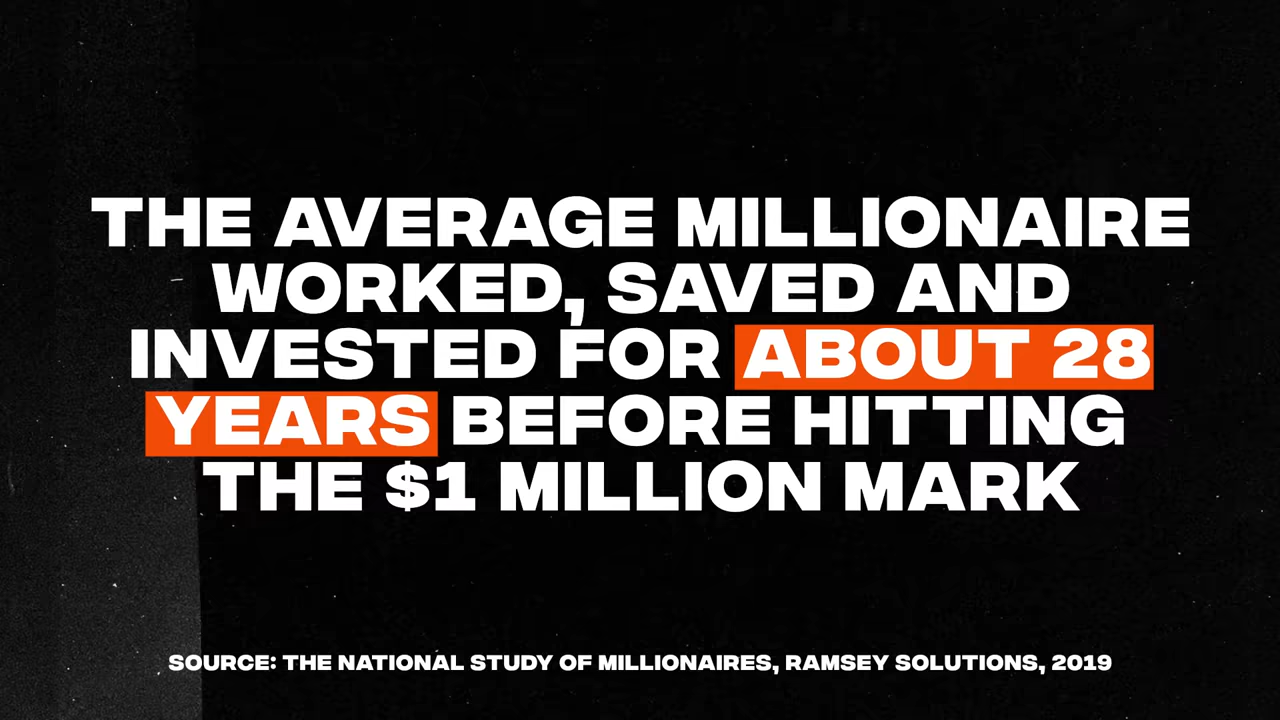 THE AVERAGE MILLIONAIRE
WORKED, SAVED AND
INVESTED FOR ABOUT 28
YEARS BEFORE HITTING
THE $1 MILLION MARK
SOURCE: THE NATIONAL STUDY OF MILLIONAIRES, RAMSEY SOLUTIONS, 2019